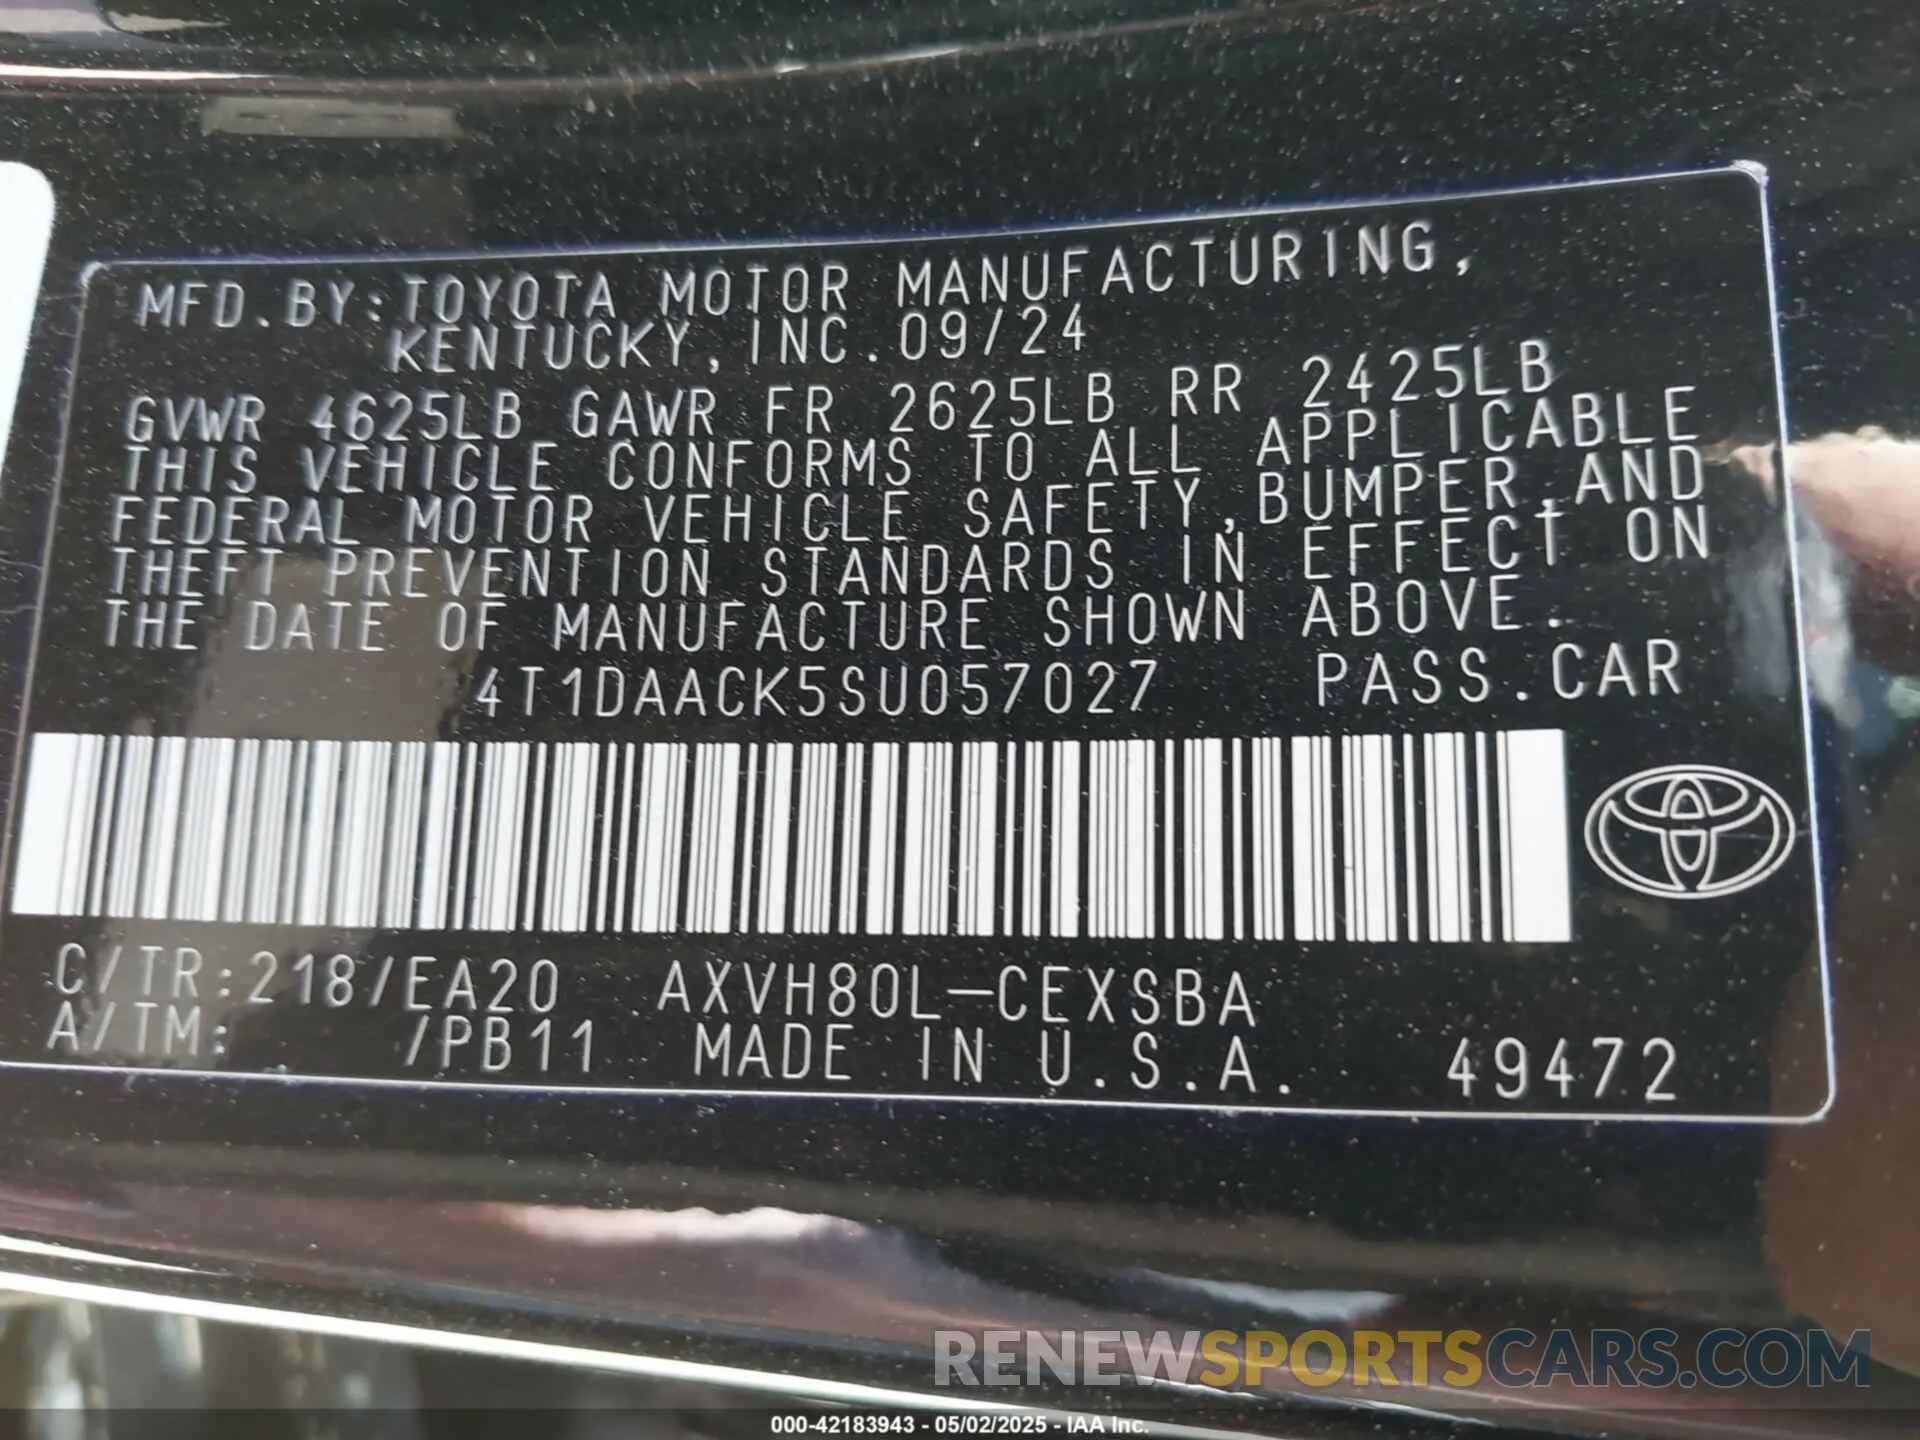 MFD.BY:TOYOTA MOTOR MANUFACTURING,
KENTUCKY, INC. 09/24
GVWR 4625LB GAWR FR 2625LB RR 2425LB
THIS VEHICLE CONFORMS TO ALL APPLICABLE
FEDERAL MOTOR VEHICLE SAFETY, BUMPER, AND
THEFT PREVENTION STANDARDS IN EFFECT ON
THE DATE OF MANUFACTURE SHOWN ABOVE.
4T1DAACK5SU057027 PASS.CAR
C/TR:218/EA20 AXVH80L-CEXSBA
A/TM: /PB11 MADE IN U.S.A. 49472
RENEWSPORTSCARS.COM
000-42183943 - 05/02/2025 - IAA Inc.